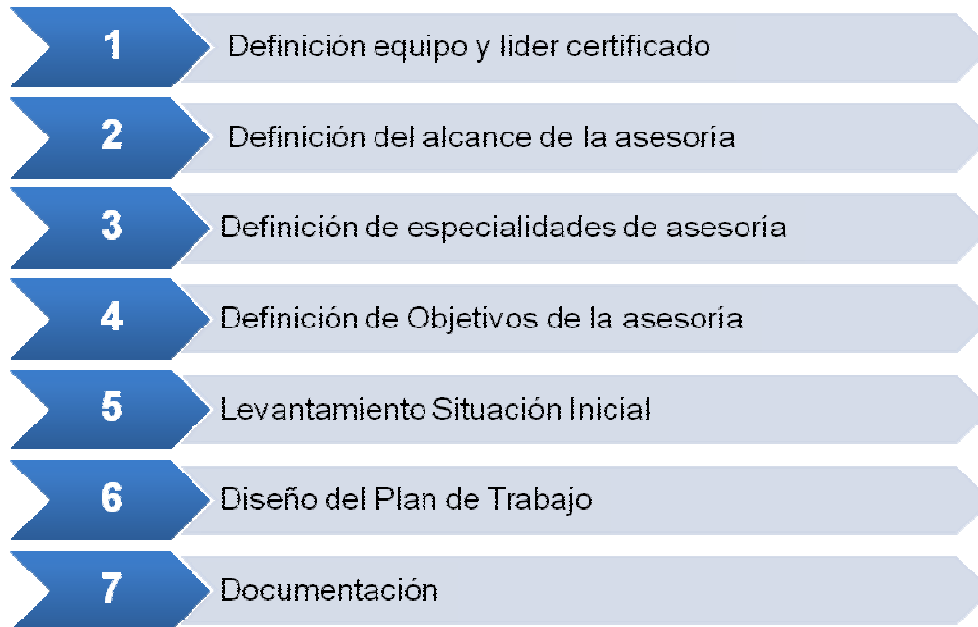 1 Definición equipo y lider certificado
2 Definición del alcance de la asesoría
3 Definición de especialidades de asesoría
4 Definición de Objetivos de la asesoría
5 Levantamiento Situación Inicial
6 Diseño del Plan de Trabajo
7 Documentación